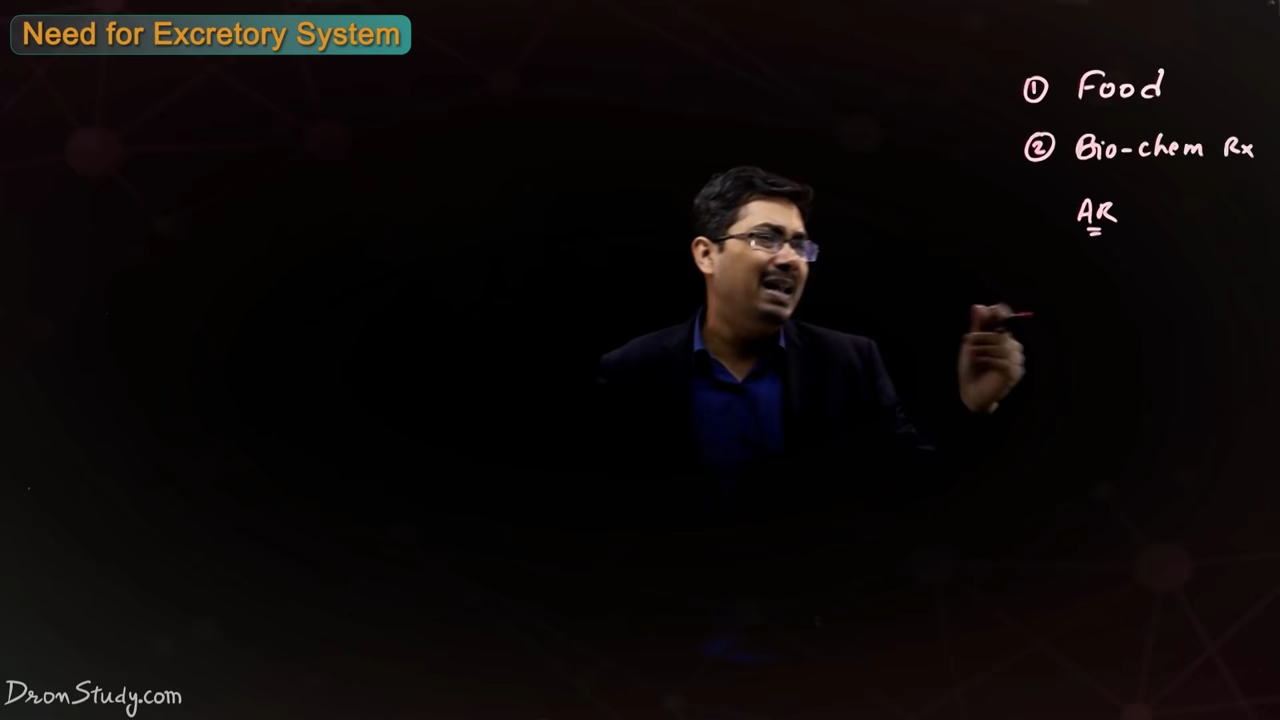 Need for Excretory System
① Food
② Bio-chem Rx
AR
DronStudy.com